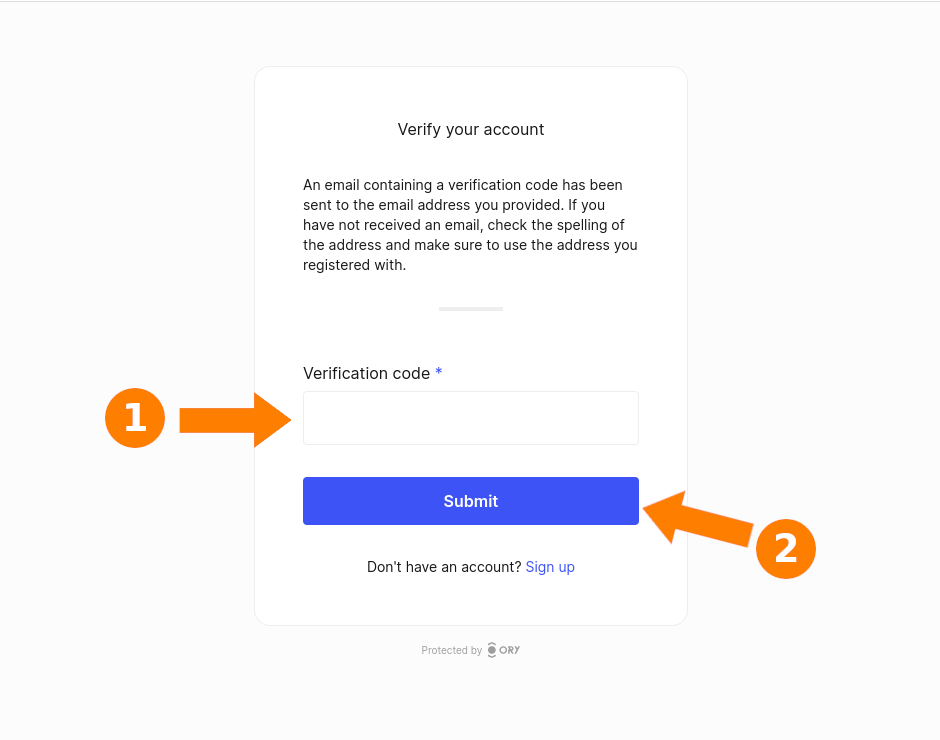 Verify your account
An email containing a verification code has been
sent to the email address you provided. If you
have not received an email, check the spelling of
the address and make sure to use the address you
registered with.
Verification code *
1
Submit
2
Don't have an account? Sign up
Protected by ORY